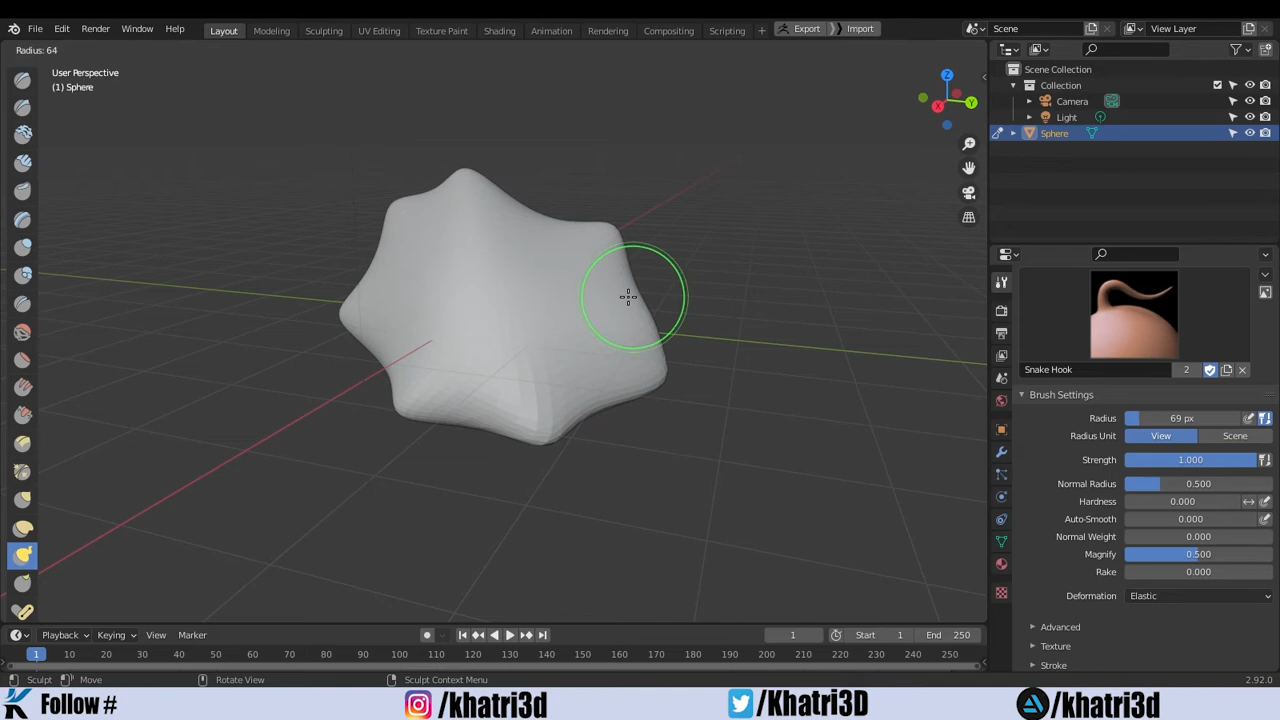 File Edit Render Window Help Layout Modeling Sculpting UV Editing Texture Paint Shading Animation Rendering Compositing Scripting + Export Import Scene View Layer
Radius: 64
User Perspective
(1) Sphere
Z
Y
X
Scene Collection
Collection
Camera
Light
Sphere
Snake Hook 2
Brush Settings
Radius 69 px
Radius Unit View Scene
Strength 1.000
Normal Radius 0.500
Hardness 0.000
Auto-Smooth 0.000
Normal Weight 0.000
Magnify 0.500
Rake 0.000
Deformation Elastic
Advanced
Texture
Stroke
Playback Keying View Marker 1 Start 1 End 250
1 10 20 30 40 50 60 70 80 90 100 110 120 130 140 150 160 170 180 190 200 210 220 230 240 250
Sculpt Move Rotate View Sculpt Context Menu 2.92.0
Follow # /khatri3d /Khatri3D /khatri3d